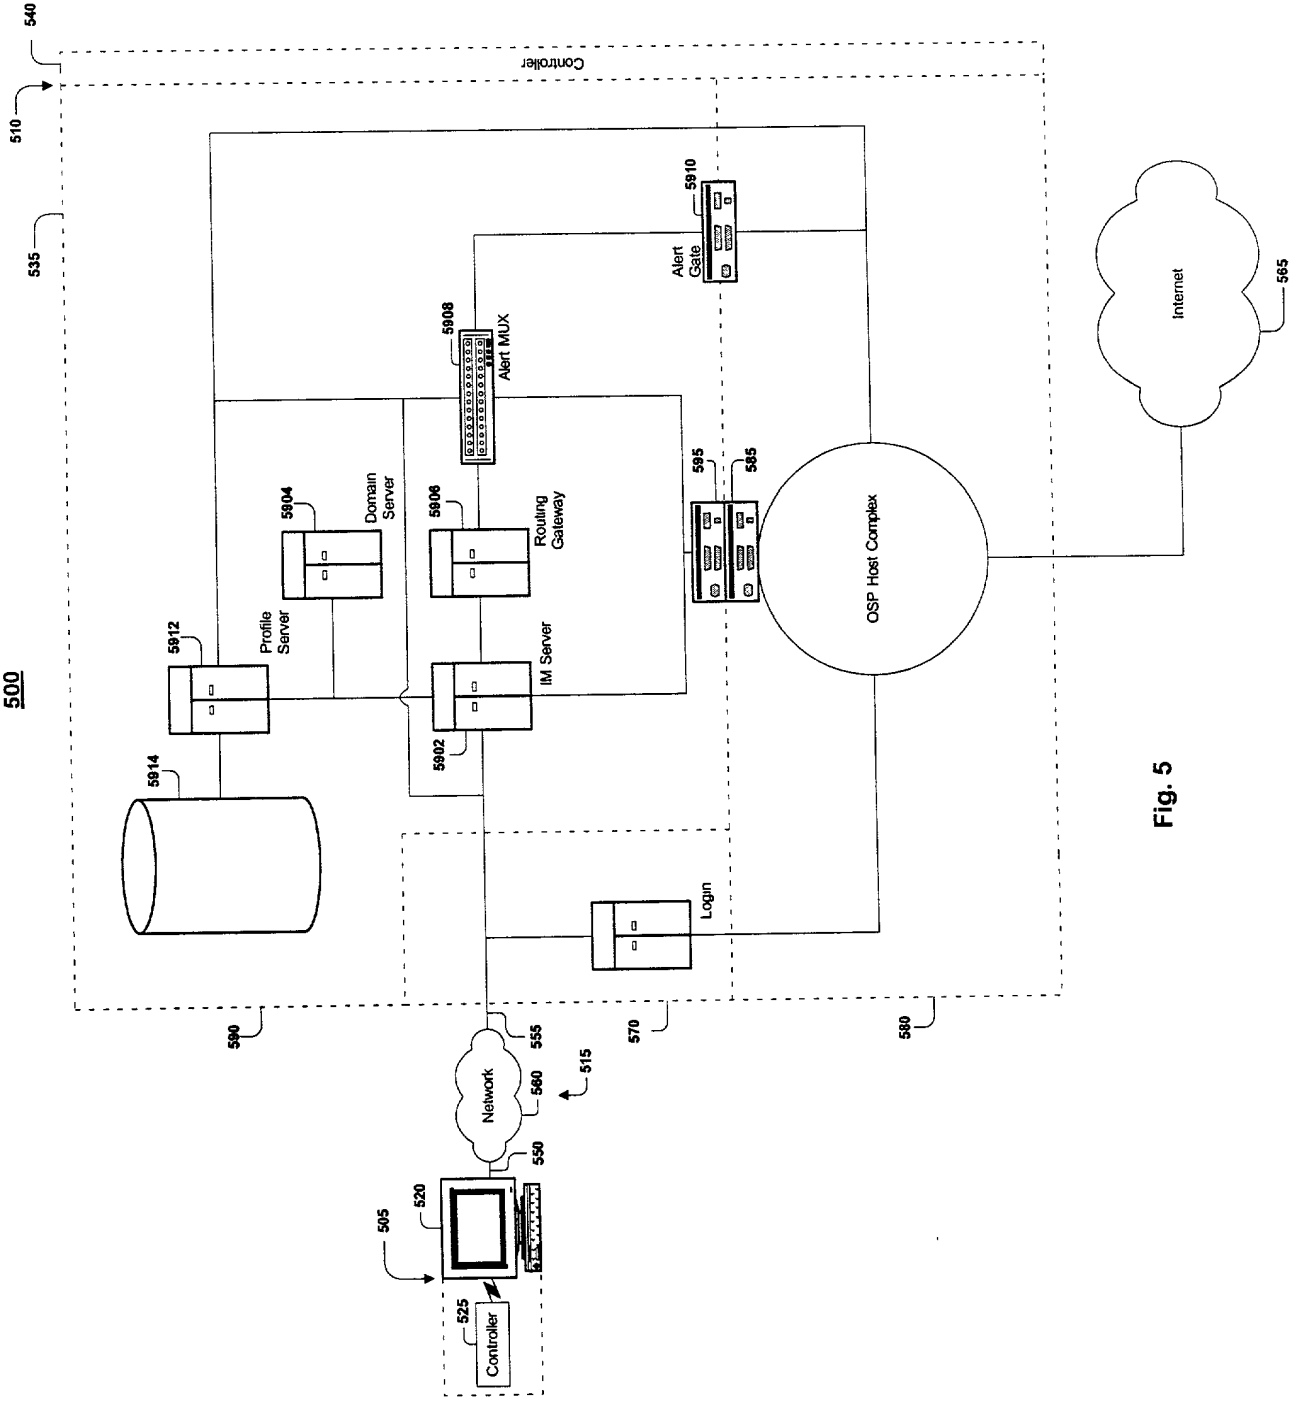 500
505
525
Controller
520
550
Network
560
515
555
510
535
540
Controller
590
570
580
5914
5912
Profile
Server
5904
Domain
Server
5902
IM Server
5906
Routing
Gateway
5908
Alert MUX
5910
Alert
Gate
595
585
Login
OSP Host Complex
Internet
565
Fig. 5